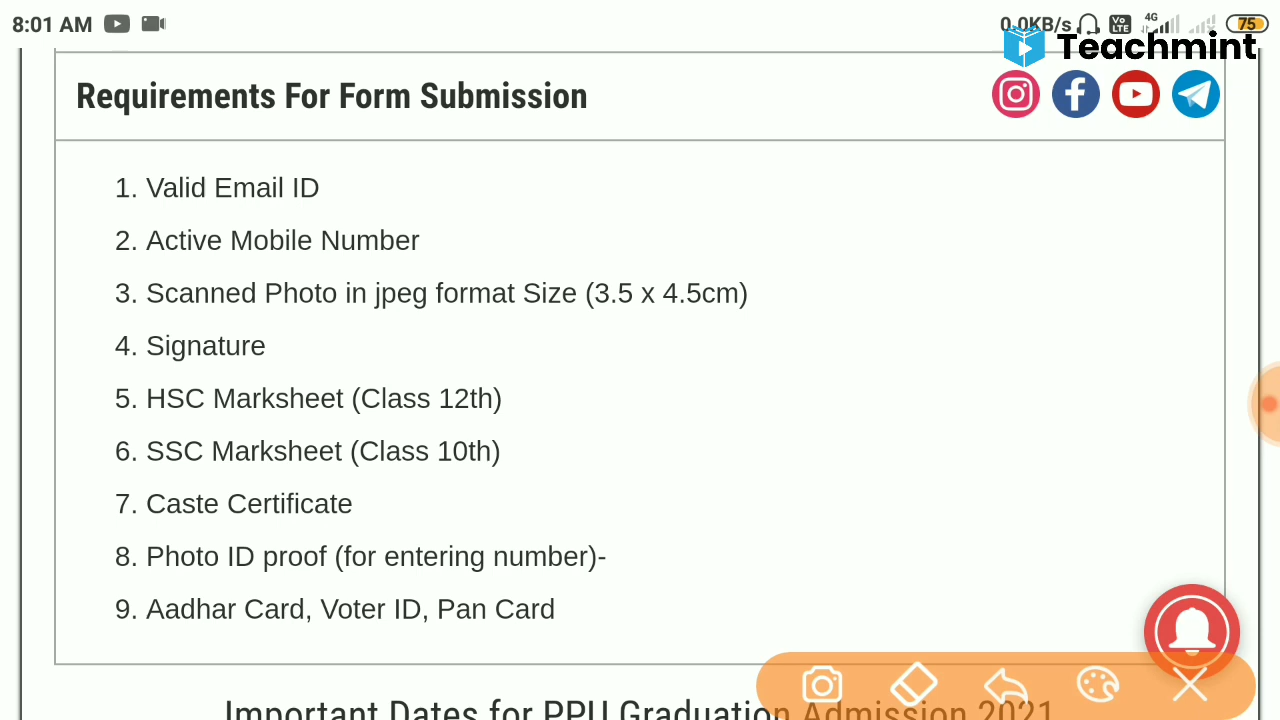 8:01 AM
0.0KB/s Vo LTE 4G 75
Teachmint
Requirements For Form Submission
1. Valid Email ID
2. Active Mobile Number
3. Scanned Photo in jpeg format Size (3.5 x 4.5cm)
4. Signature
5. HSC Marksheet (Class 12th)
6. SSC Marksheet (Class 10th)
7. Caste Certificate
8. Photo ID proof (for entering number)-
9. Aadhar Card, Voter ID, Pan Card
Important Dates for PPU Graduation Admission 2021